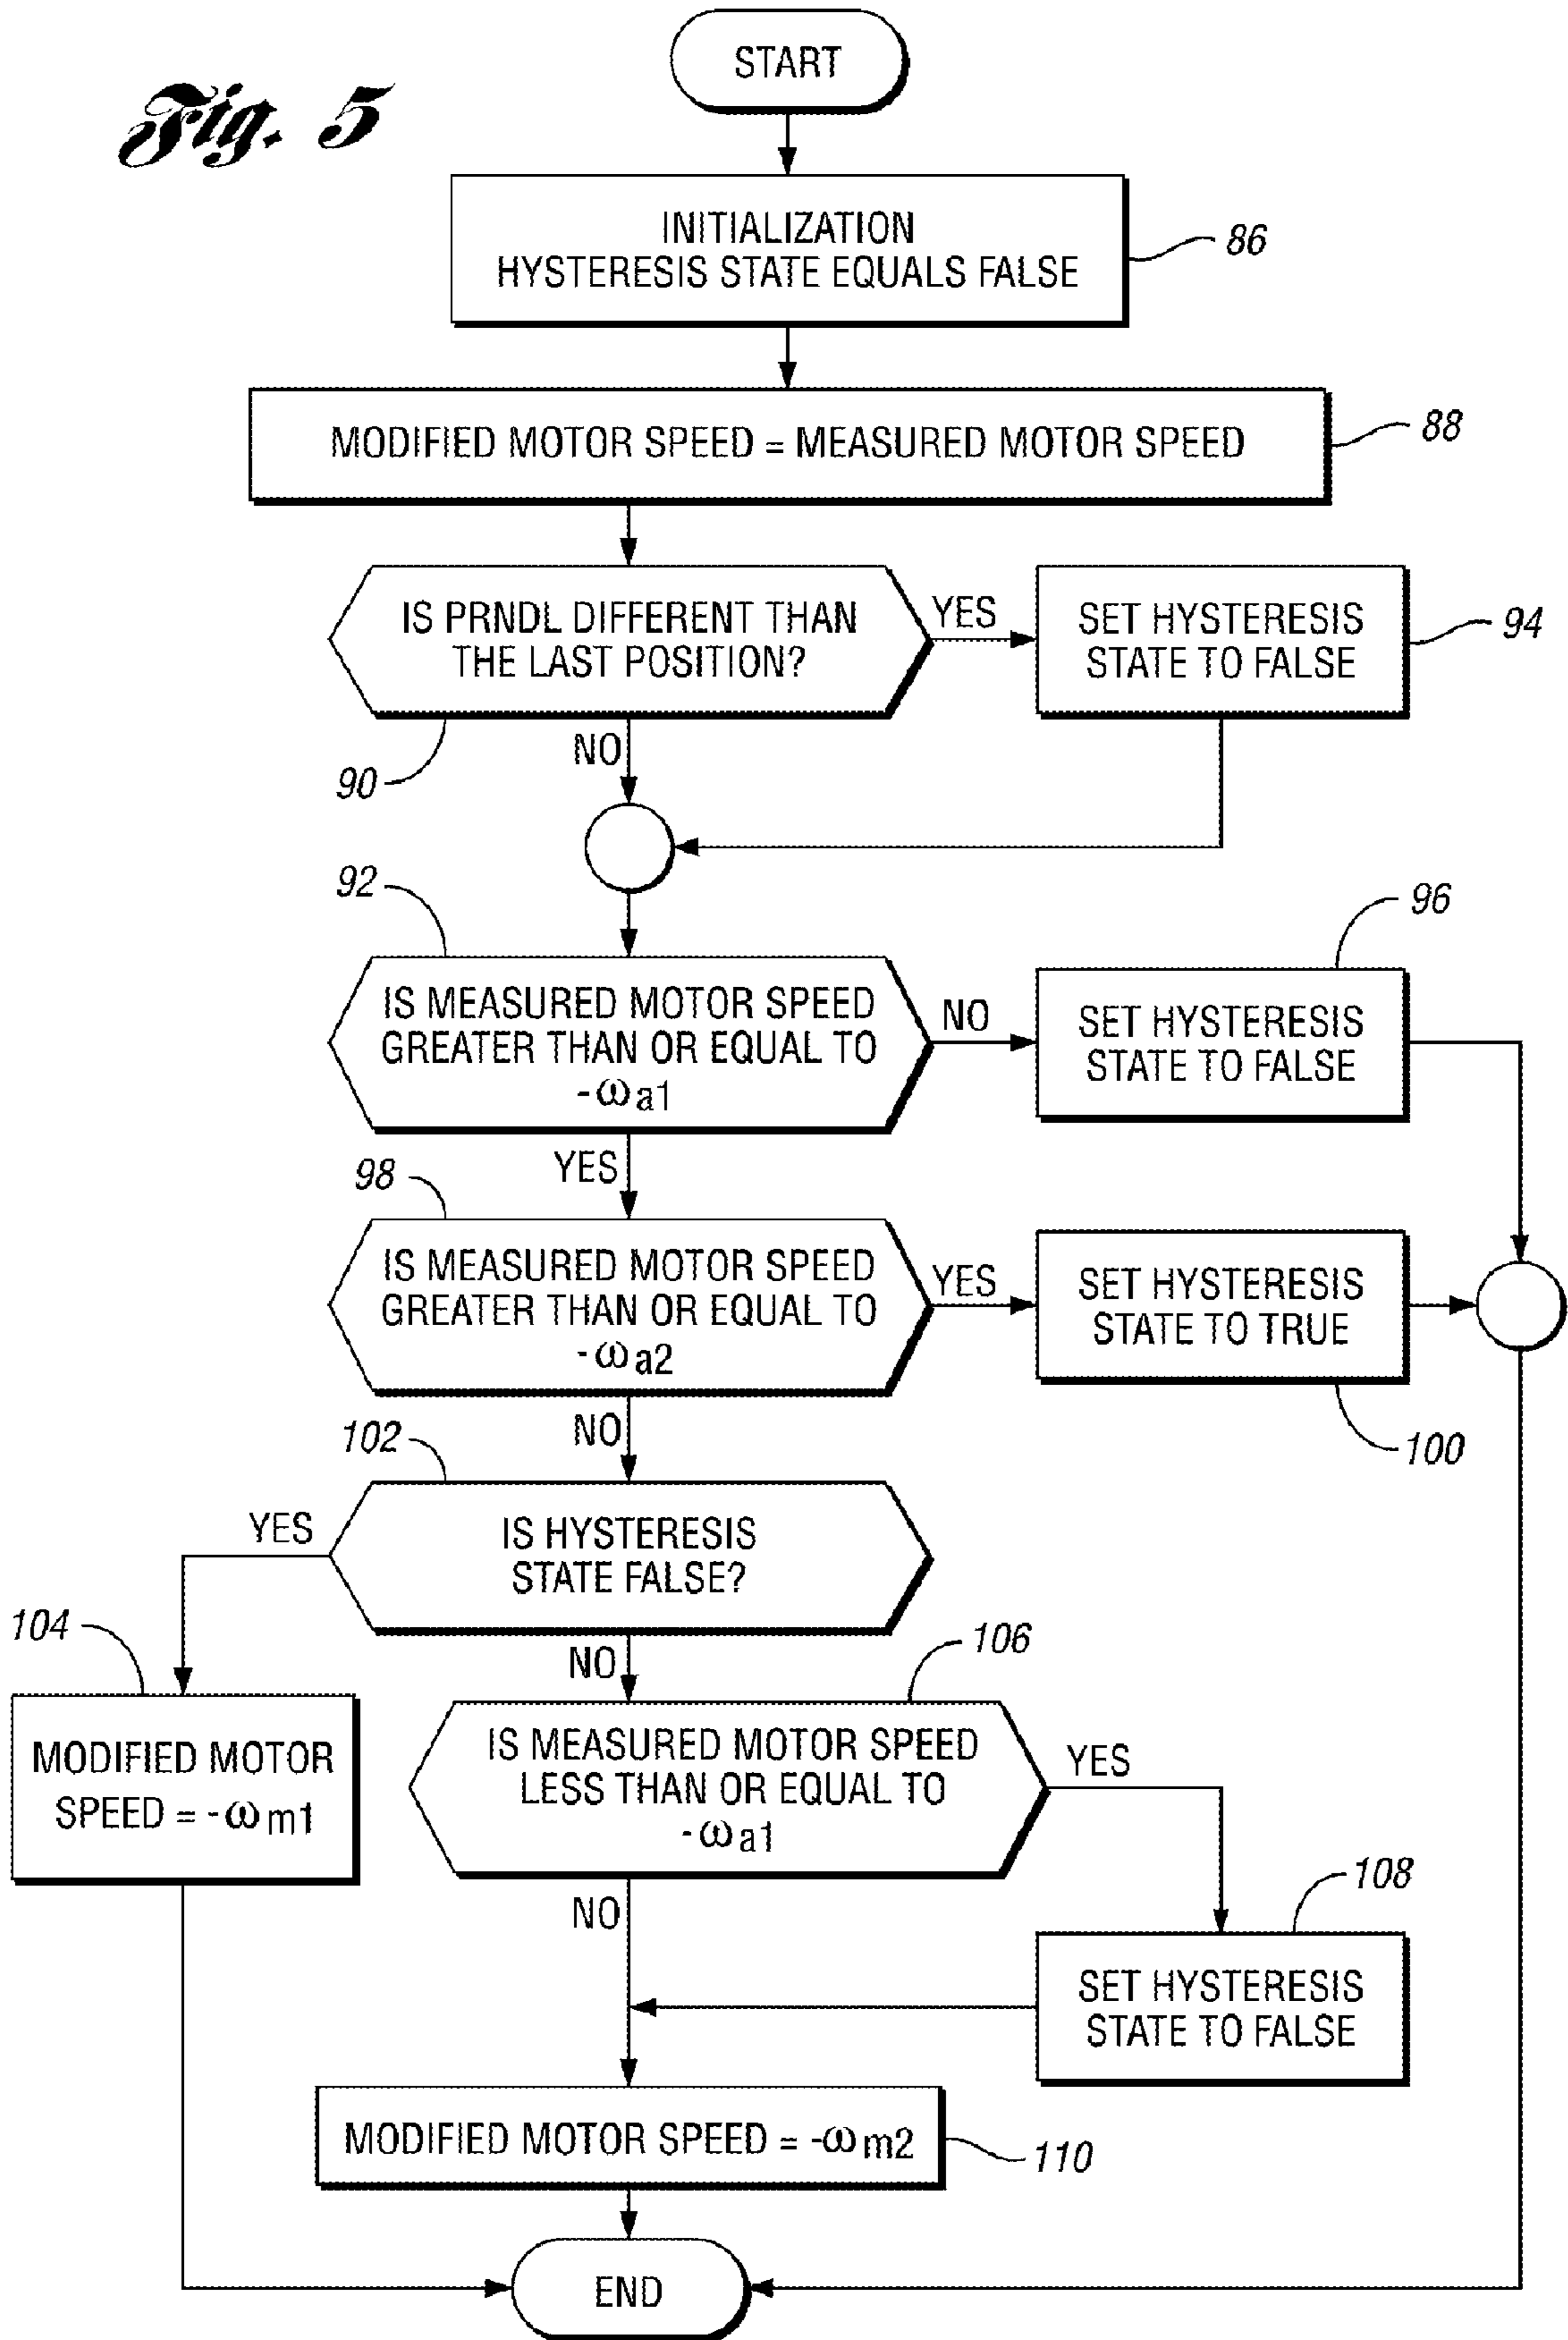 Fig. 5
START
INITIALIZATION
HYSTERESIS STATE EQUALS FALSE
86
MODIFIED MOTOR SPEED = MEASURED MOTOR SPEED
88
IS PRNDL DIFFERENT THAN
THE LAST POSITION?
90
YES
SET HYSTERESIS
STATE TO FALSE
94
NO
92
IS MEASURED MOTOR SPEED
GREATER THAN OR EQUAL TO
-ωa1
NO
SET HYSTERESIS
STATE TO FALSE
96
YES
98
IS MEASURED MOTOR SPEED
GREATER THAN OR EQUAL TO
-ωa2
YES
SET HYSTERESIS
STATE TO TRUE
100
NO
102
IS HYSTERESIS
STATE FALSE?
YES
104
MODIFIED MOTOR
SPEED = -ωm1
NO
106
IS MEASURED MOTOR SPEED
LESS THAN OR EQUAL TO
-ωa1
YES
108
SET HYSTERESIS
STATE TO FALSE
NO
MODIFIED MOTOR SPEED = -ωm2
110
END